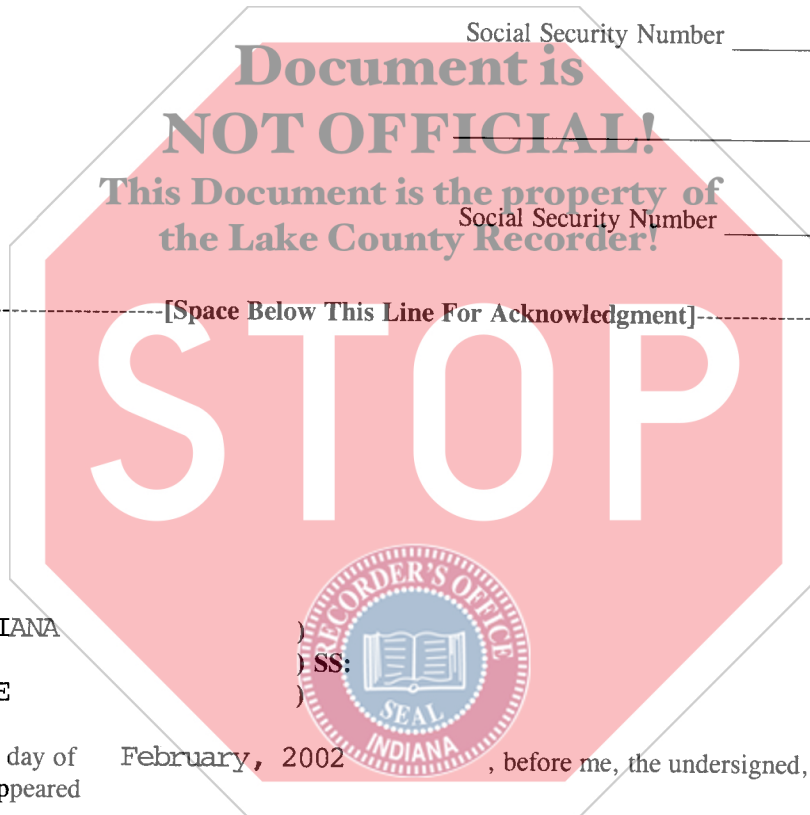 Social Security Number
Document is
NOT OFFICIAL!
This Document is the property of
the Lake County Recorder!
Social Security Number
[Space Below This Line For Acknowledgment]
STOP
IANA )
) SS:
E )
RECORDER'S OFFICE
SEAL
INDIANA
day of February, 2002 , before me, the undersigned,
ppeared